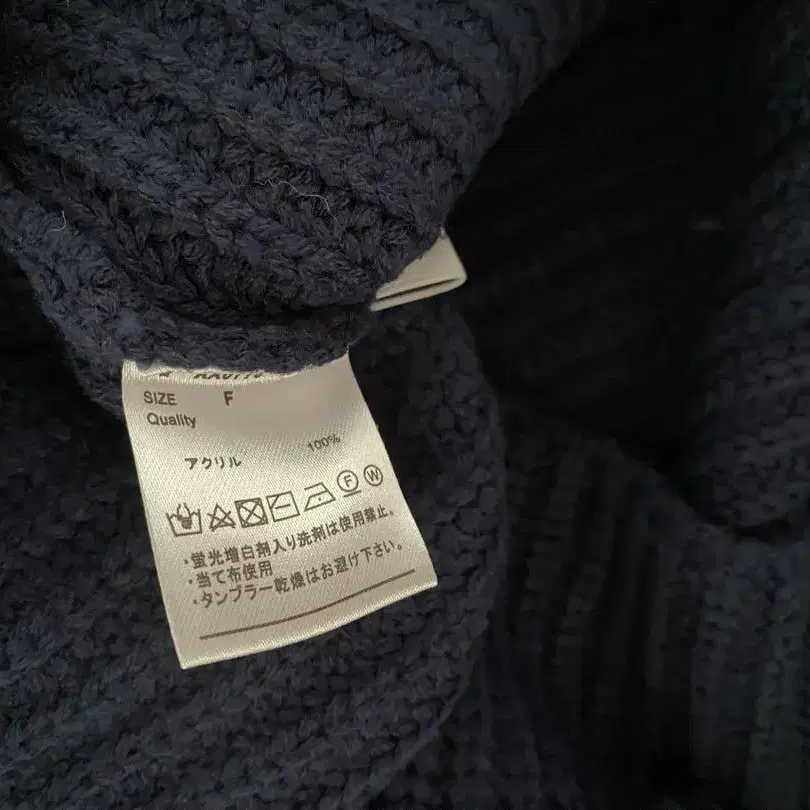 SIZE F
Quality
アクリル 100%
F W
・蛍光増白剤入り洗剤は使用禁止。
・当て布使用
・タンブラー乾燥はお避け下さい。